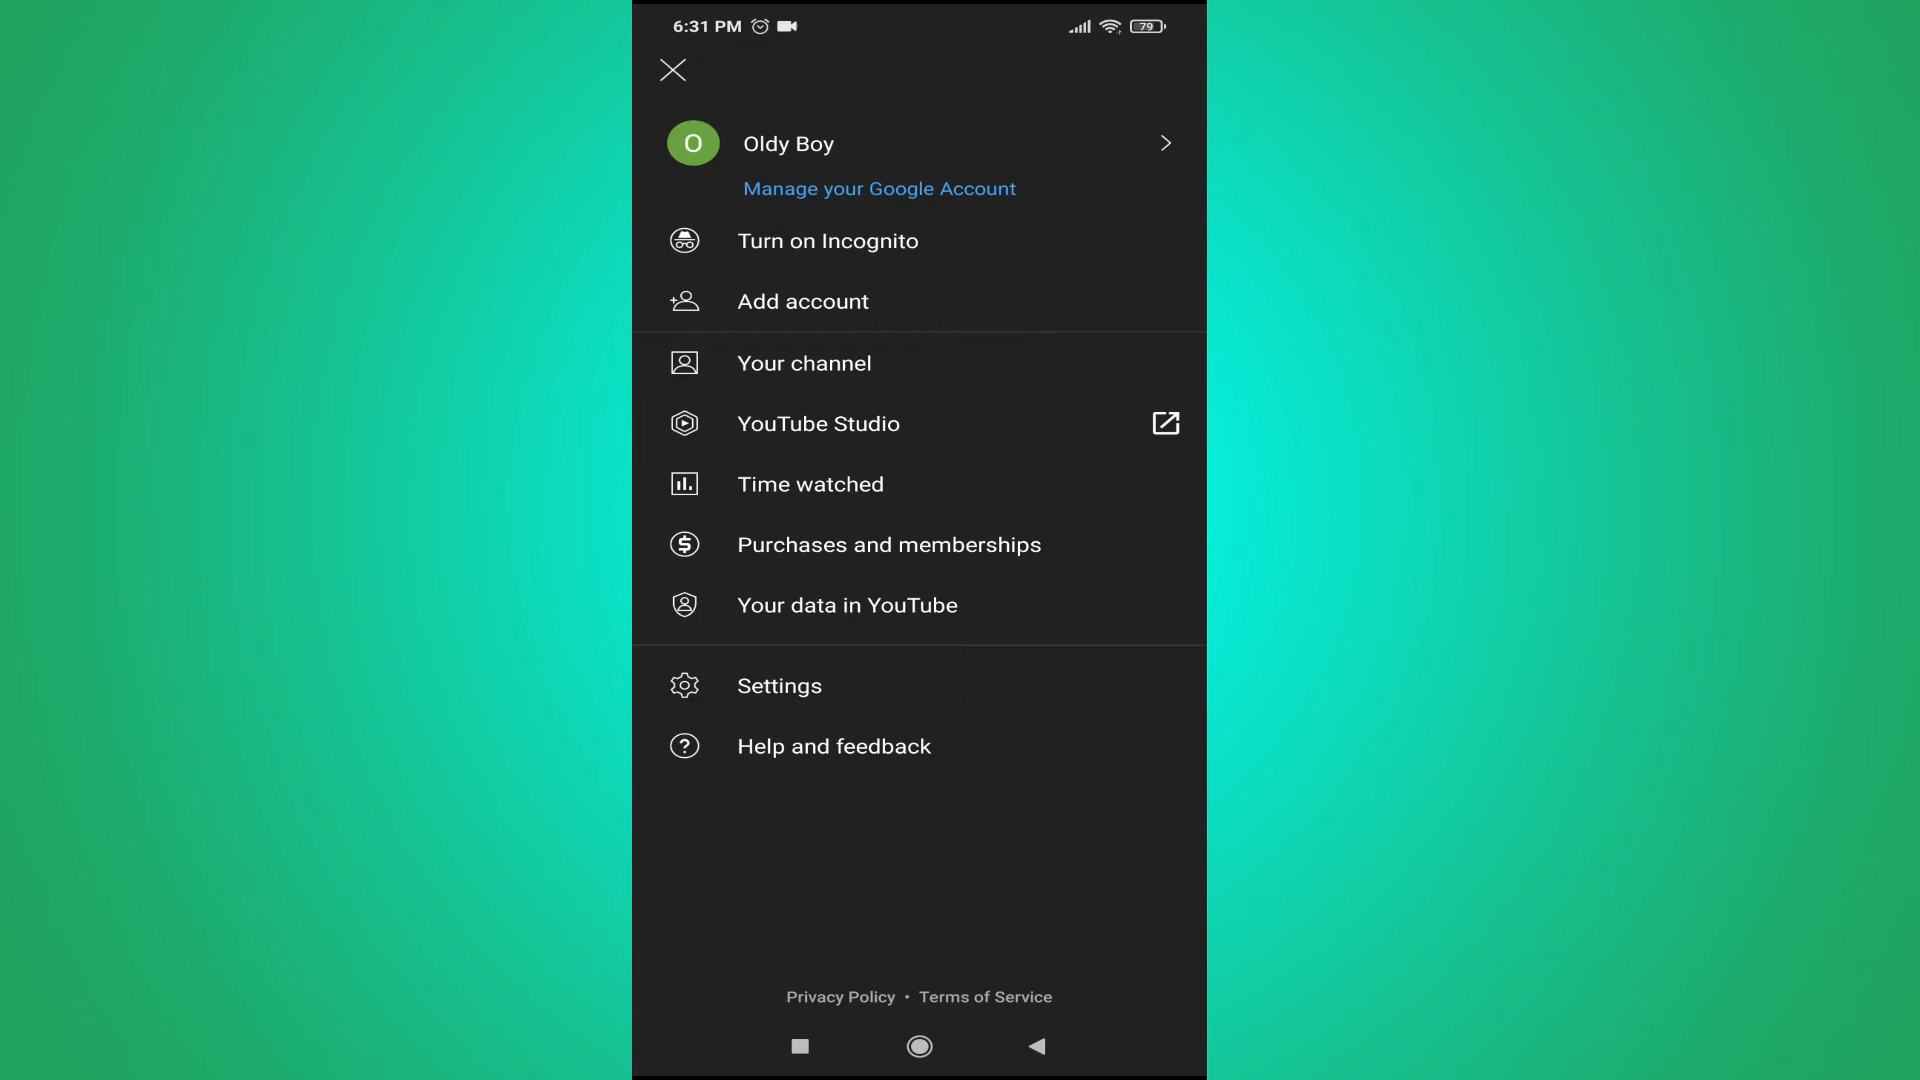 6:31 PM 79
O Oldy Boy
Manage your Google Account
Turn on Incognito
Add account
Your channel
YouTube Studio
Time watched
Purchases and memberships
Your data in YouTube
Settings
Help and feedback
Privacy Policy • Terms of Service